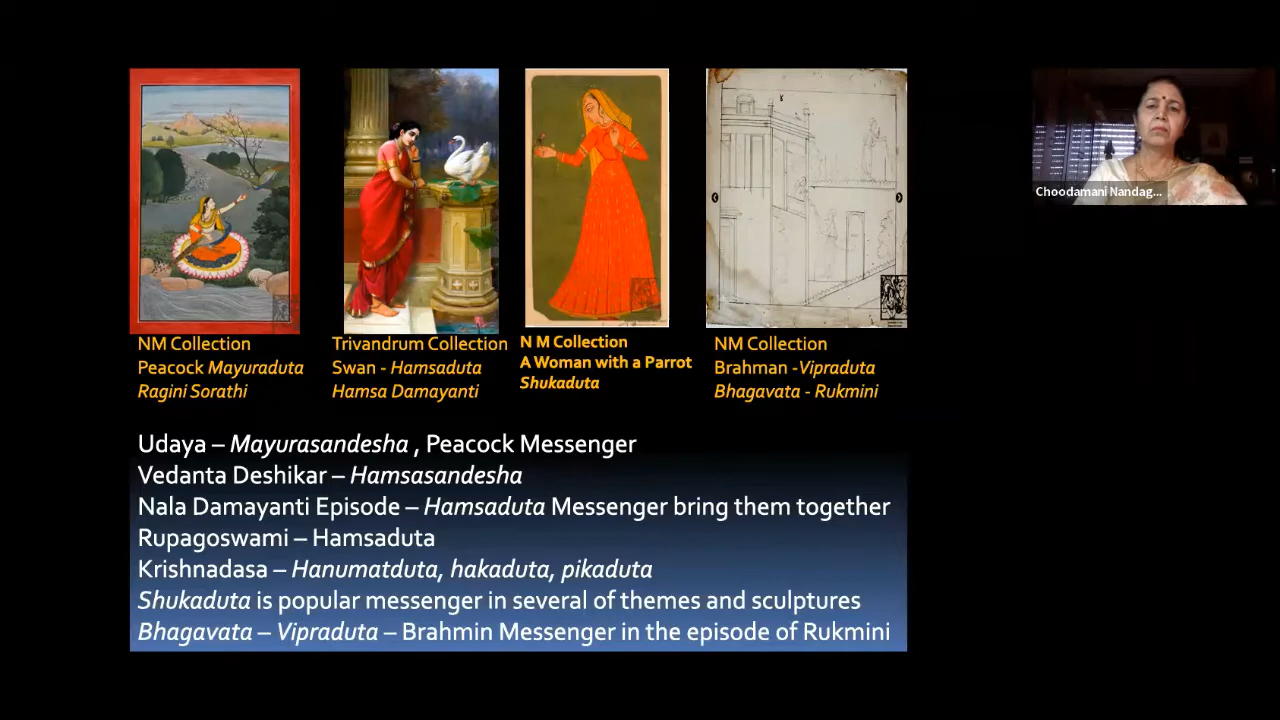 Choodamani Nandag...
NM Collection
Peacock Mayuraduta
Ragini Sorathi
Trivandrum Collection
Swan - Hamsaduta
Hamsa Damayanti
N M Collection
A Woman with a Parrot
Shukaduta
NM Collection
Brahman -Vipraduta
Bhagavata - Rukmini
Udaya – Mayurasandesha , Peacock Messenger
Vedanta Deshikar – Hamsasandesha
Nala Damayanti Episode – Hamsaduta Messenger bring them together
Rupagoswami – Hamsaduta
Krishnadasa – Hanumatduta, hakaduta, pikaduta
Shukaduta is popular messenger in several of themes and sculptures
Bhagavata – Vipraduta – Brahmin Messenger in the episode of Rukmini